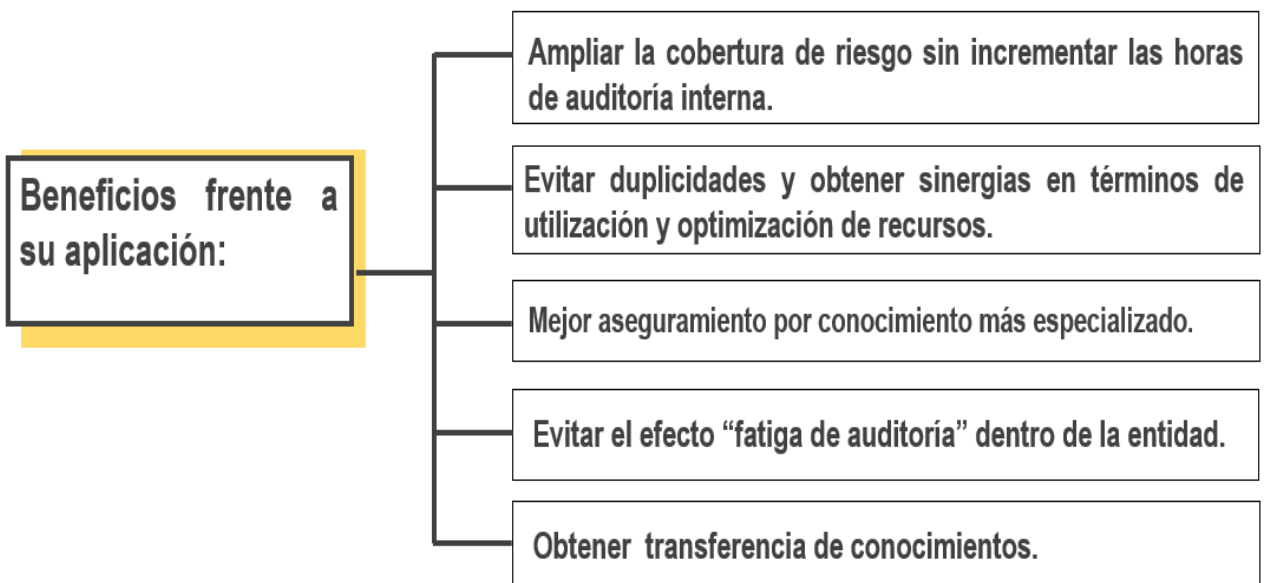 Beneficios frente a
su aplicación:
Ampliar la cobertura de riesgo sin incrementar las horas
de auditoría interna.
Evitar duplicidades y obtener sinergias en términos de
utilización y optimización de recursos.
Mejor aseguramiento por conocimiento más especializado.
Evitar el efecto “fatiga de auditoría” dentro de la entidad.
Obtener transferencia de conocimientos.